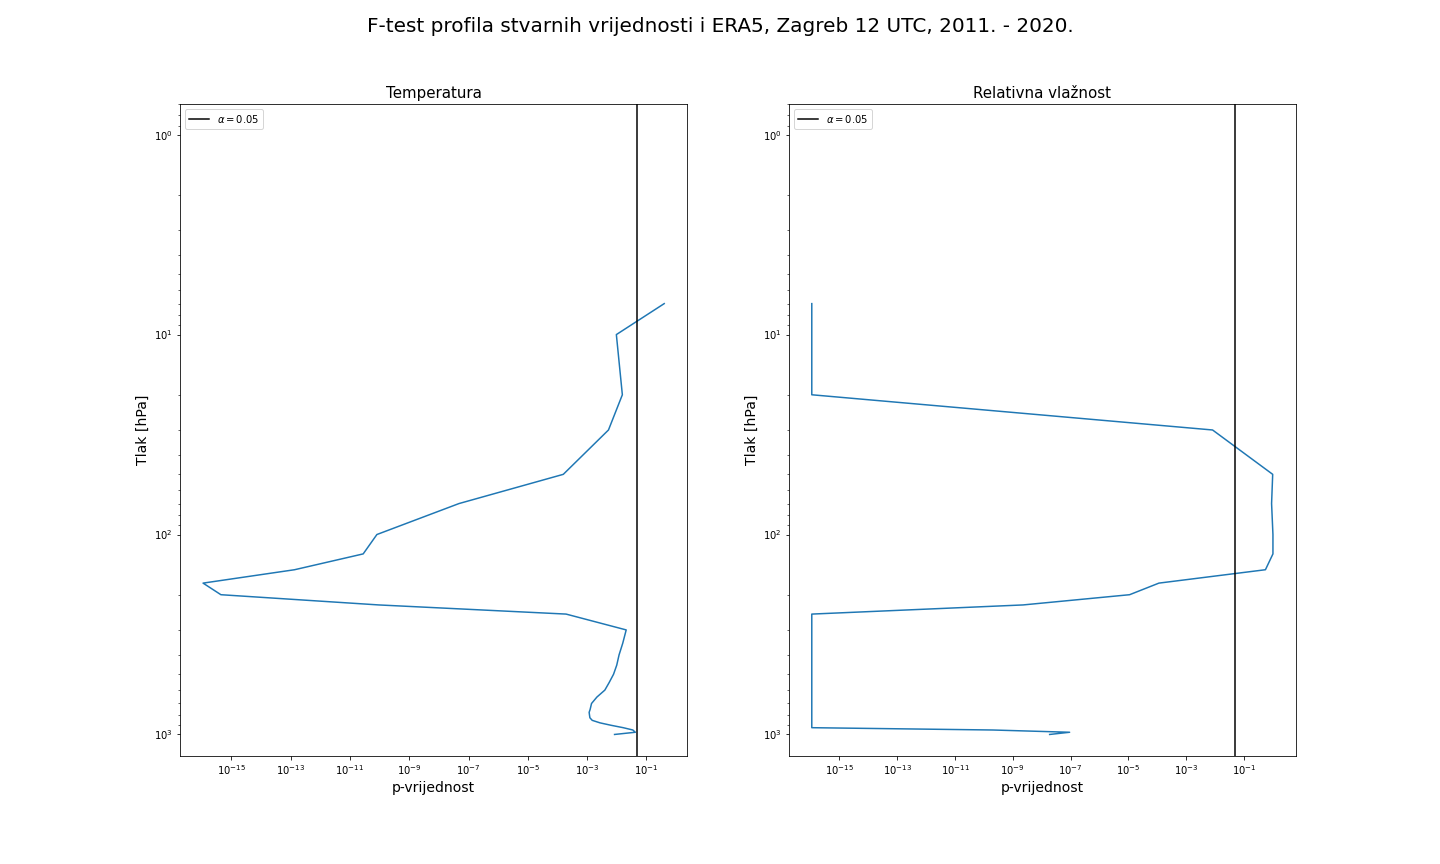 F-test profila stvarnih vrijednosti i ERA5, Zagreb 12 UTC, 2011. - 2020.
Temperatura
α = 0.05
10⁰
10¹
10²
10³
Tlak [hPa]
10⁻¹⁵ 10⁻¹³ 10⁻¹¹ 10⁻⁹ 10⁻⁷ 10⁻⁵ 10⁻³ 10⁻¹
p-vrijednost
Relativna vlažnost
α = 0.05
10⁰
10¹
10²
10³
Tlak [hPa]
10⁻¹⁵ 10⁻¹³ 10⁻¹¹ 10⁻⁹ 10⁻⁷ 10⁻⁵ 10⁻³ 10⁻¹
p-vrijednost